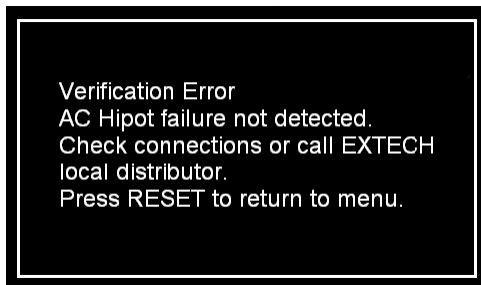 Verification Error
AC Hipot failure not detected.
Check connections or call EXTECH
local distributor.
Press RESET to return to menu.